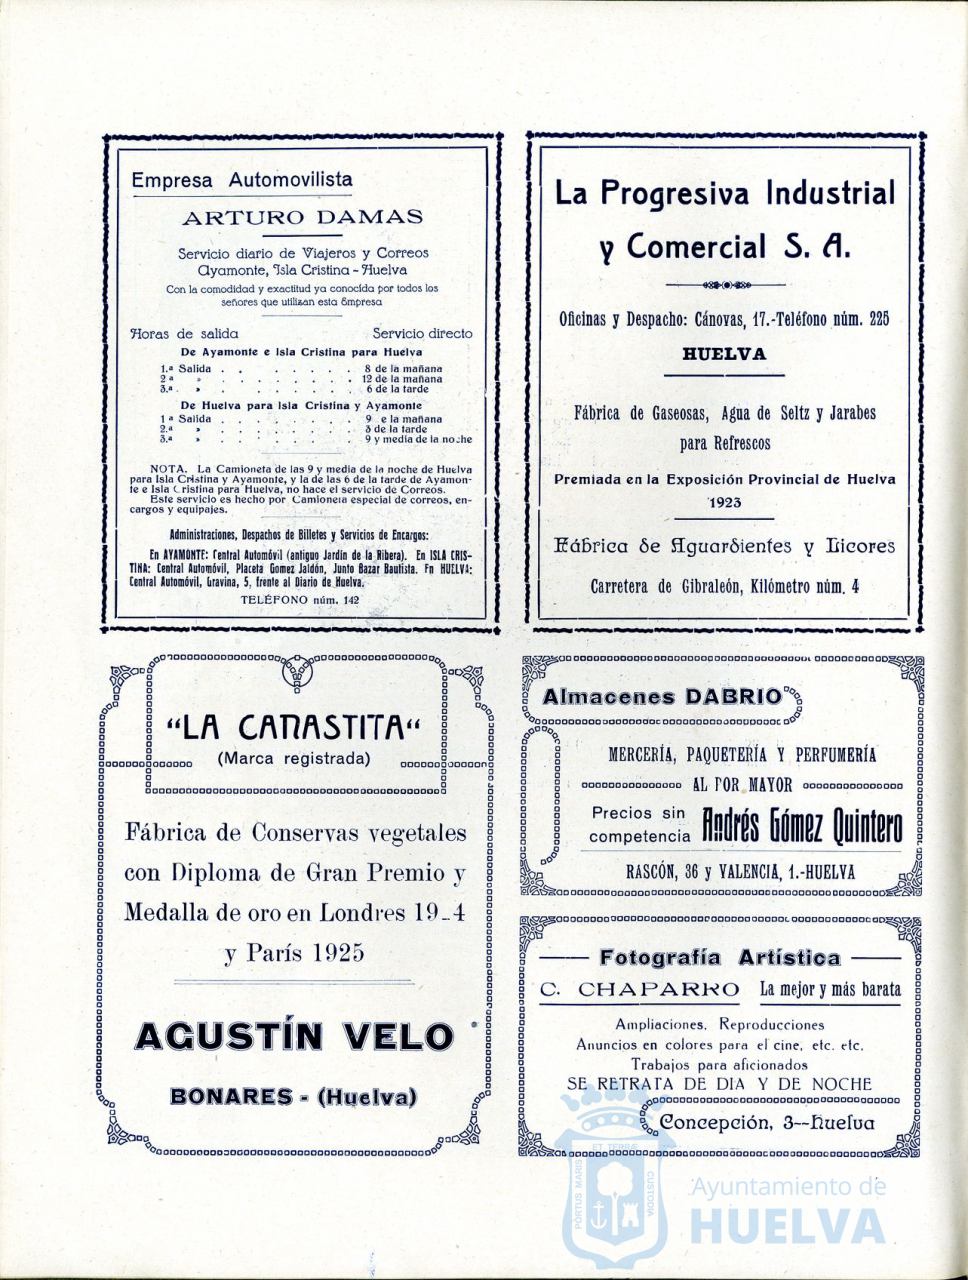 Empresa Automovilista
ARTURO DAMAS
Servicio diario de Viajeros y Correos
Ayamonte, Isla Cristina - Huelva
Con la comodidad y exactitud ya conocida por todos los
señores que utilizan esta Empresa
Horas de salida Servicio directo
De Ayamonte e Isla Cristina para Huelva
1.ª Salida . . . . . . . . 8 de la mañana
2.ª » . . . . . . . . 12 de la mañana
3.ª . » . . . . . . . . 6 de la tarde
De Huelva para Isla Cristina y Ayamonte
1.ª Salida . . . . . . . . 9 e la mañana
2.ª » . . . . . . . . 3 de la tarde
3.ª » . . . . . . . . 9 y media de la noche
NOTA. La Camioneta de las 9 y media de la noche de Huelva
para Isla Cristina y Ayamonte, y la de las 6 de la tarde de Ayamon-
te e Isla Cristina para Huelva, no hace el servicio de Correos.
Este servicio es hecho por Camioneta especial de correos, en-
cargos y equipajes.
Administraciones, Despachos de Billetes y Servicios de Encargos:
En AYAMONTE: Central Automóvil (antiguo Jardín de la Ribera). En ISLA CRIS-
TINA: Central Automóvil, Placeta Gomez Jaldón, Junto Bazar Bautista. En HUELVA:
Central Automóvil, Gravina, 5, frente al Diario de Huelva.
TELÉFONO núm. 142
La Progresiva Industrial
y Comercial S. A.
Oficinas y Despacho: Cánovas, 17.-Teléfono núm. 225
HUELVA
Fábrica de Gaseosas, Agua de Seltz y Jarabes
para Refrescos
Premiada en la Exposición Provincial de Huelva
1923
Fábrica de Aguardientes y Licores
Carretera de Gibraleón, Kilómetro núm. 4
"LA CANASTITA"
(Marca registrada)
Fábrica de Conservas vegetales
con Diploma de Gran Premio y
Medalla de oro en Londres 19_4
y París 1925
AGUSTÍN VELO
BONARES - (Huelva)
Almacenes DABRIO
MERCERÍA, PAQUETERÍA Y PERFUMERÍA
AL POR MAYOR
Precios sin
competencia Andrés Gómez Quintero
RASCÓN, 36 y VALENCIA, 1.-HUELVA
Fotografía Artística
C. CHAPARRO La mejor y más barata
Ampliaciones. Reproducciones
Anuncios en colores para el cine, etc. etc.
Trabajos para aficionados
SE RETRATA DE DIA Y DE NOCHE
Concepción, 3--Huelva
PORTUS MARIS ET TERRÆ CUSTODIA
Ayuntamiento de
HUELVA